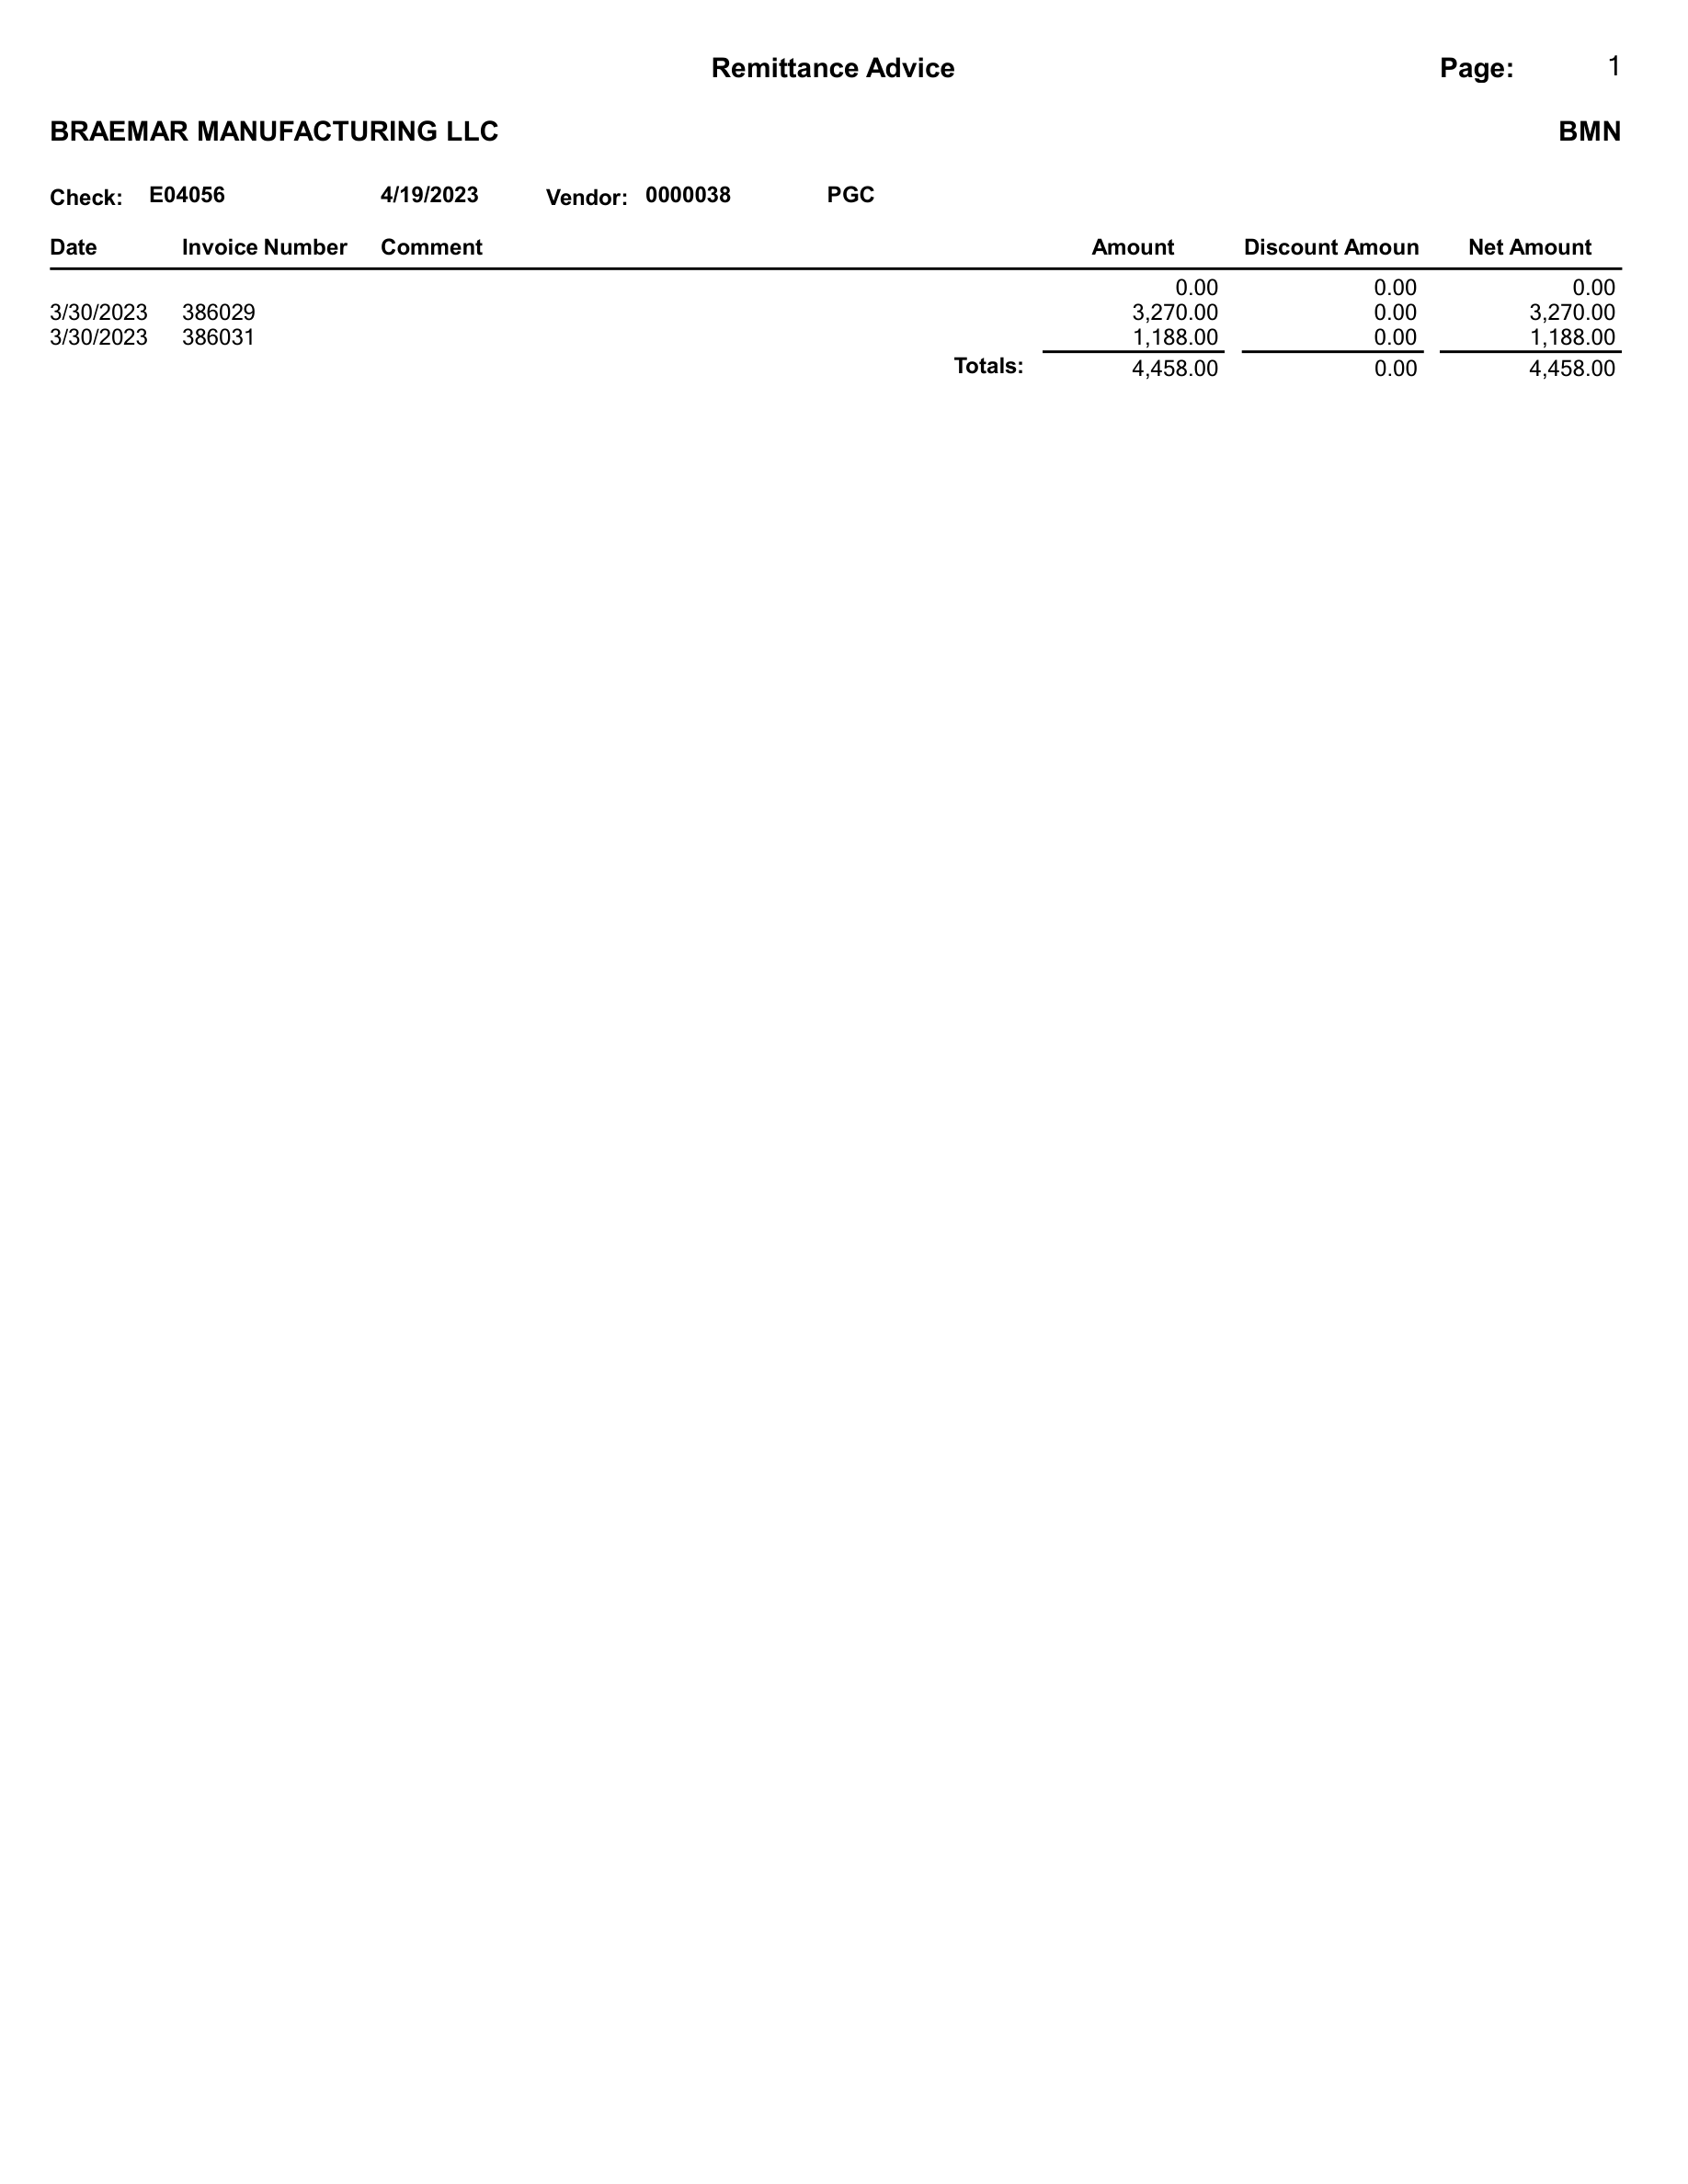 Remittance Advice Page: 1
BRAEMAR MANUFACTURING LLC BMN
Check: E04056 4/19/2023 Vendor: 0000038 PGC
Date Invoice Number Comment Amount Discount Amoun Net Amount
0.00 0.00 0.00
3/30/2023 386029 3,270.00 0.00 3,270.00
3/30/2023 386031 1,188.00 0.00 1,188.00
Totals: 4,458.00 0.00 4,458.00